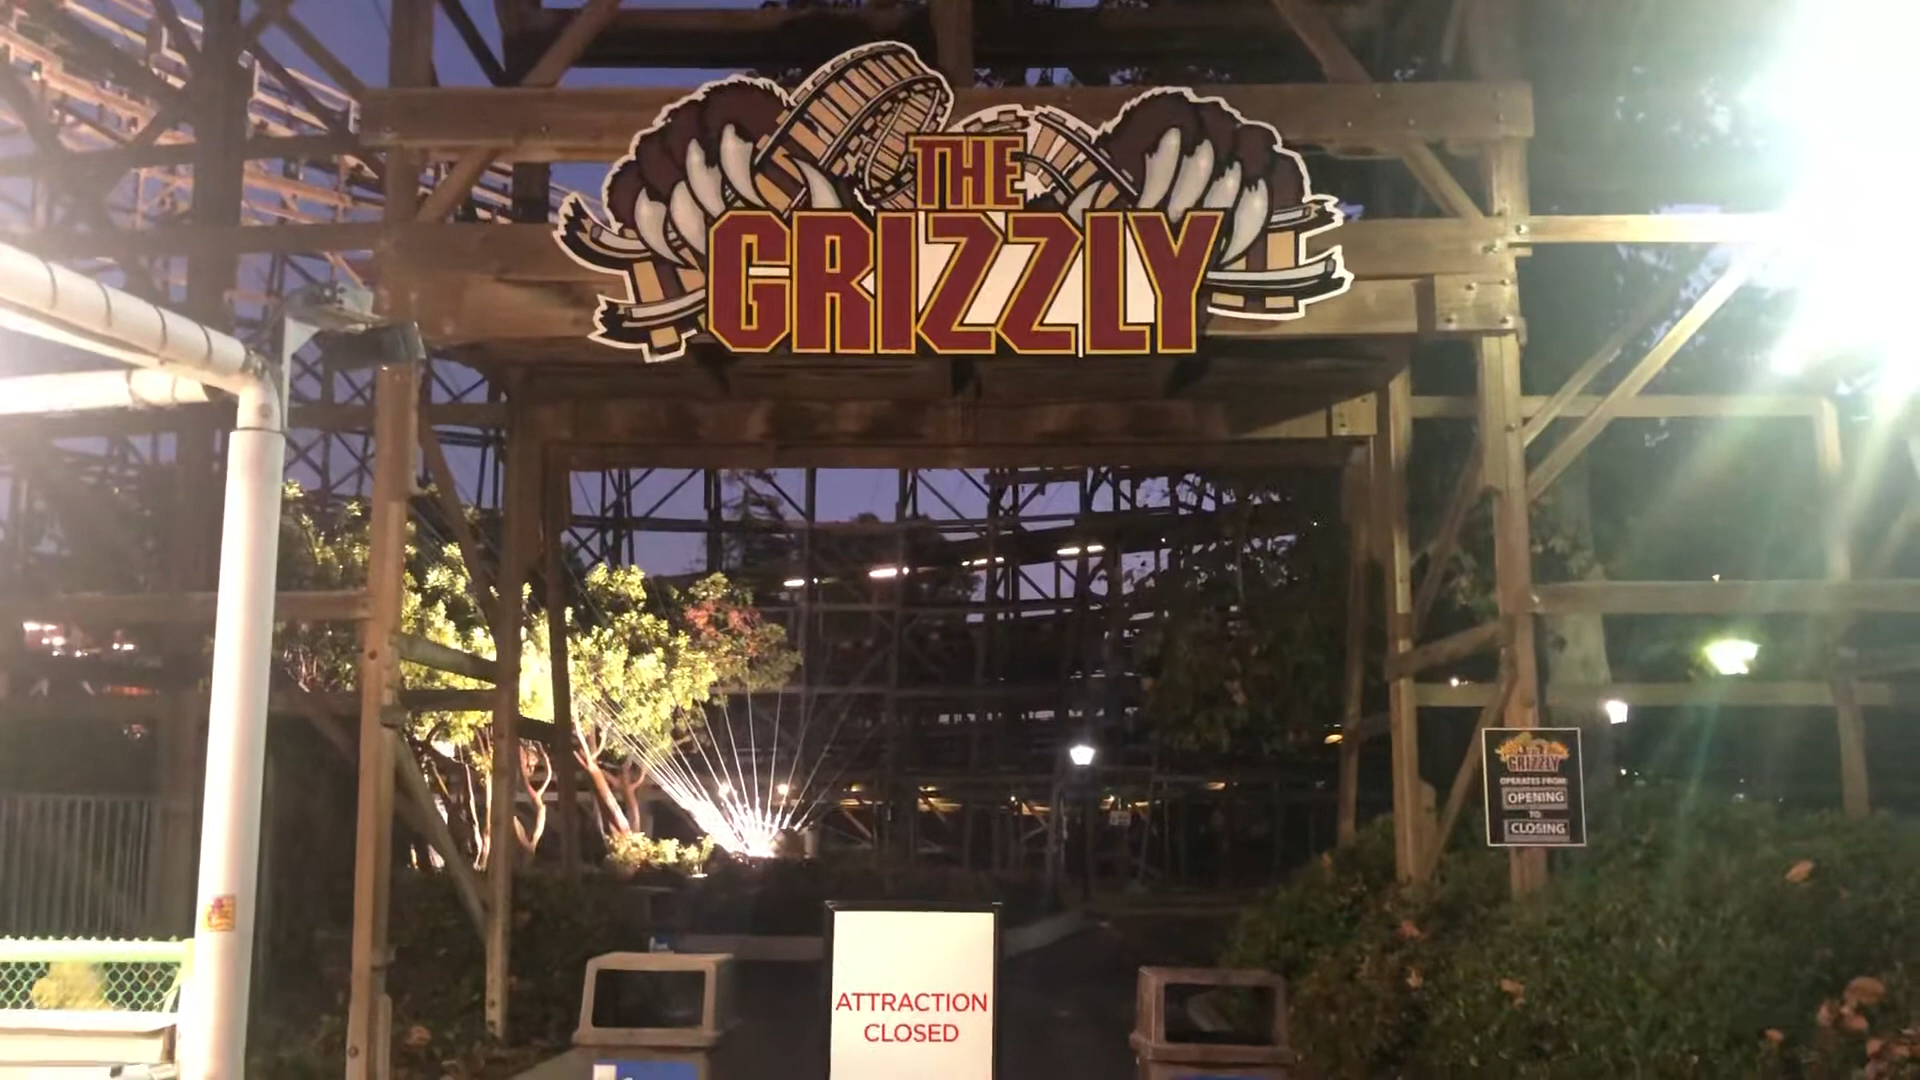 THE
GRIZZLY
GRIZZLY
OPERATES FROM:
OPENING
TO
CLOSING
ATTRACTION
CLOSED